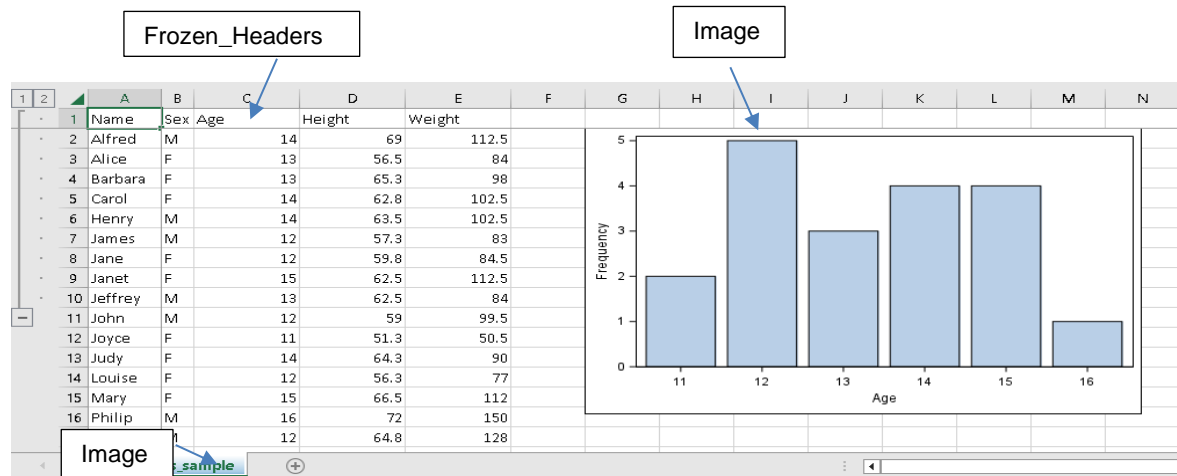 Frozen_Headers
Image
1 2 A B C D E F G H I J K L M N
1 Name Sex Age Height Weight
2 Alfred M 14 69 112.5
3 Alice F 13 56.5 84
4 Barbara F 13 65.3 98
5 Carol F 14 62.8 102.5
6 Henry M 14 63.5 102.5
7 James M 12 57.3 83
8 Jane F 12 59.8 84.5
9 Janet F 15 62.5 112.5
10 Jeffrey M 13 62.5 84
11 John M 12 59 99.5
12 Joyce F 11 51.3 50.5
13 Judy F 14 64.3 90
14 Louise F 12 56.3 77
15 Mary F 15 66.5 112
16 Philip M 16 72 150
12 64.8 128
5
4
3
2
1
0
Frequency
11 12 13 14 15 16
Age
Image
s_sample